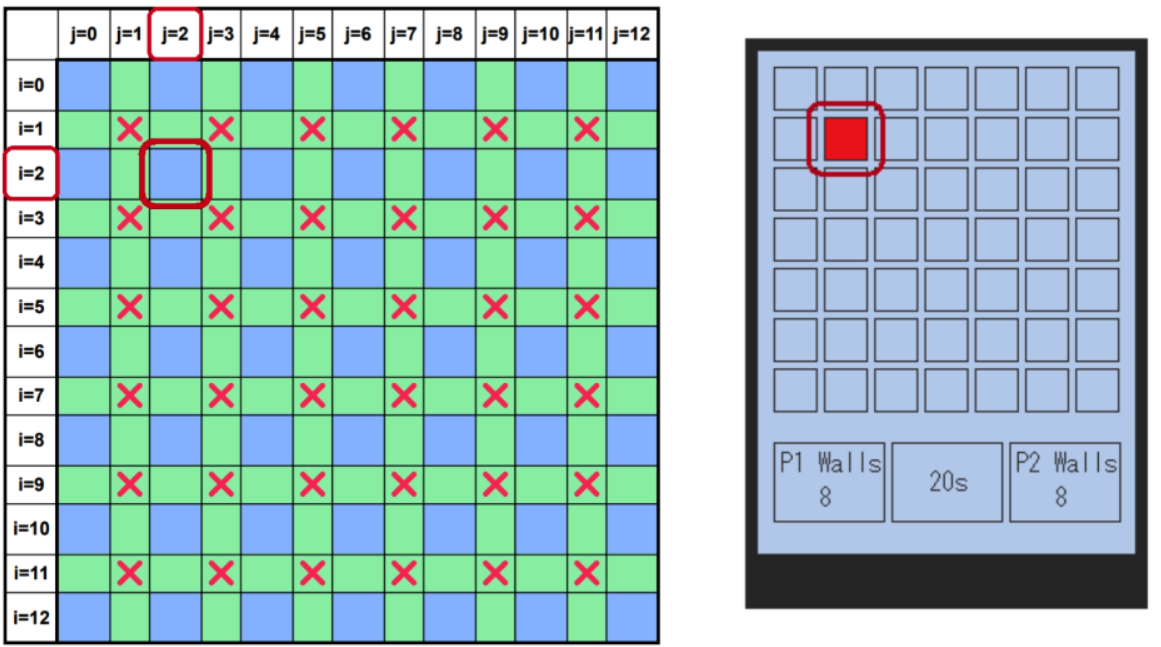 j=0 j=1 j=2 j=3 j=4 j=5 j=6 j=7 j=8 j=9 j=10 j=11 j=12
i=0
i=1
i=2
i=3
i=4
i=5
i=6
i=7
i=8
i=9
i=10
i=11
i=12
P1 Walls
8
20s
P2 Walls
8